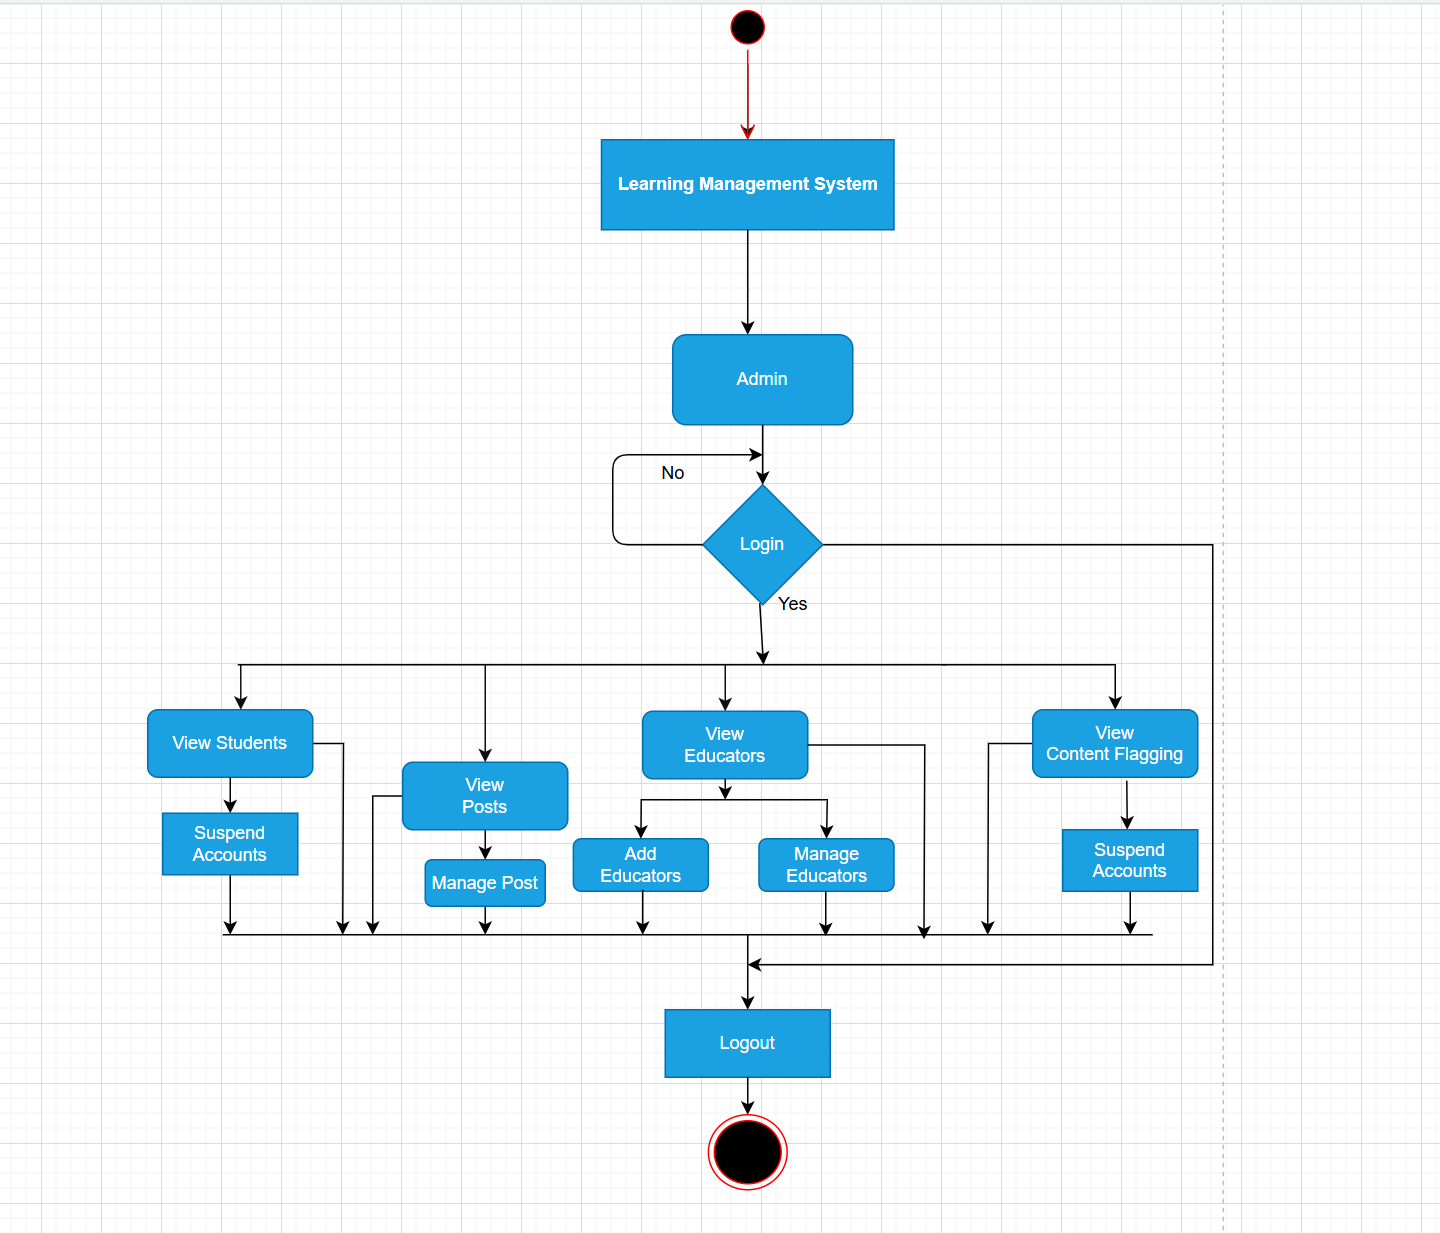 Learning Management System
Admin
No
Login
Yes
View Students
View
Posts
View
Educators
View
Content Flagging
Suspend
Accounts
Manage Post
Add
Educators
Manage
Educators
Suspend
Accounts
Logout